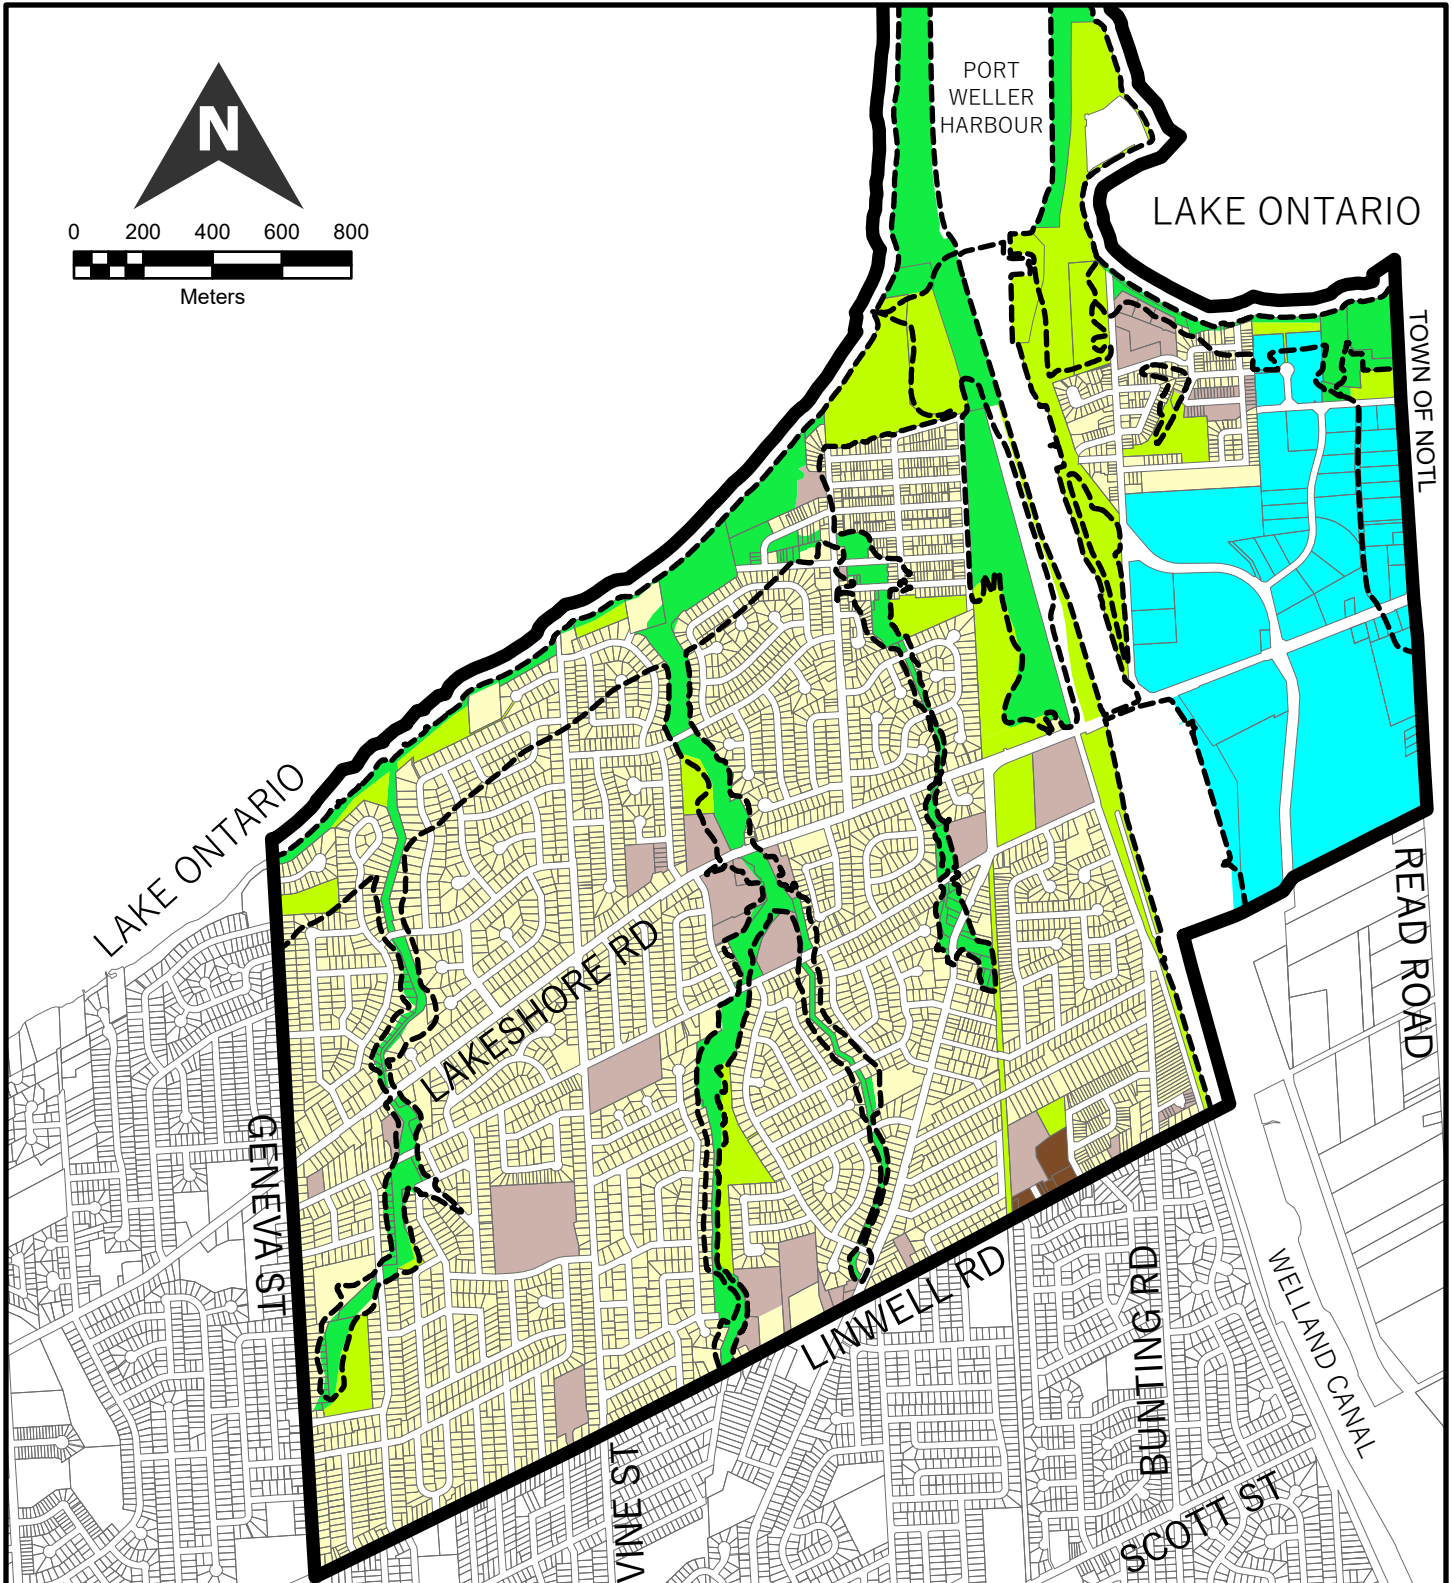 PORT
WELLER
HARBOUR
N
LAKE ONTARIO
0 200 400 600 800
Meters
TOWN OF NOTL
LAKE ONTARIO
READ ROAD
LAKESHORE RD
GENEVA ST
LINWELL RD
BUNTING RD
WELLAND CANAL
VINE ST
SCOTT ST